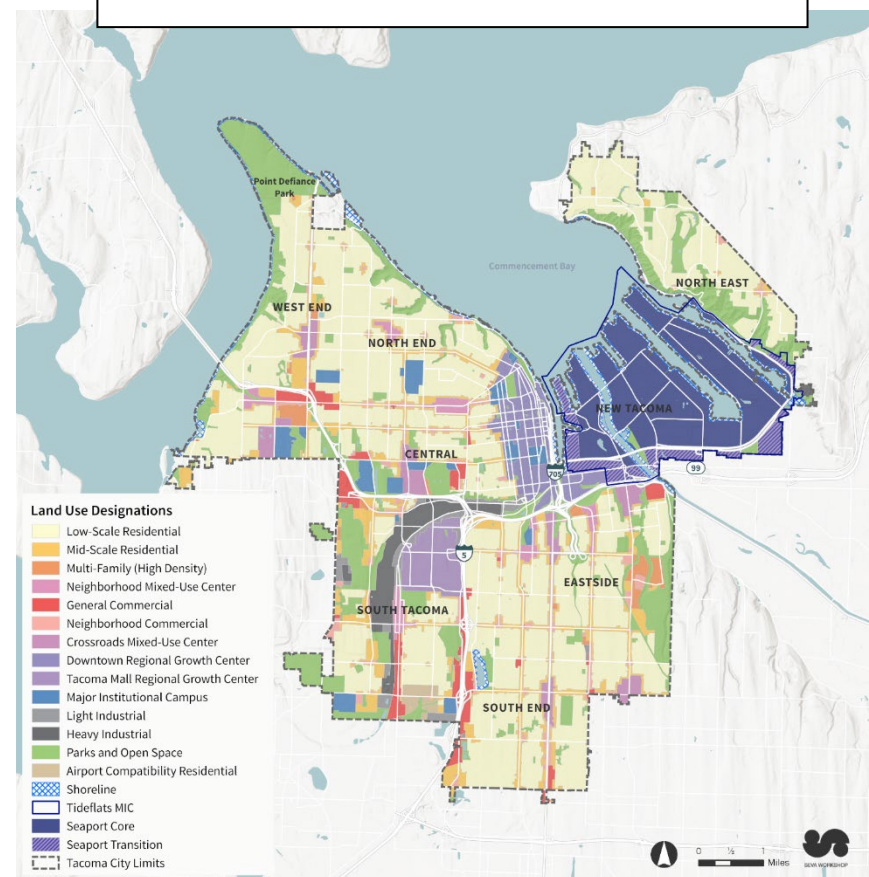 Point Defiance
Park
Commencement Bay
NORTH EAST
WEST END
NORTH END
NEW TACOMA
CENTRAL
705
99
5
EASTSIDE
SOUTH TACOMA
SOUTH END
Land Use Designations
Low-Scale Residential
Mid-Scale Residential
Multi-Family (High Density)
Neighborhood Mixed-Use Center
General Commercial
Neighborhood Commercial
Crossroads Mixed-Use Center
Downtown Regional Growth Center
Tacoma Mall Regional Growth Center
Major Institutional Campus
Light Industrial
Heavy Industrial
Parks and Open Space
Airport Compatibility Residential
Shoreline
Tideflats MIC
Seaport Core
Seaport Transition
Tacoma City Limits
0 ½ 1
Miles
SEVA WORKSHOP